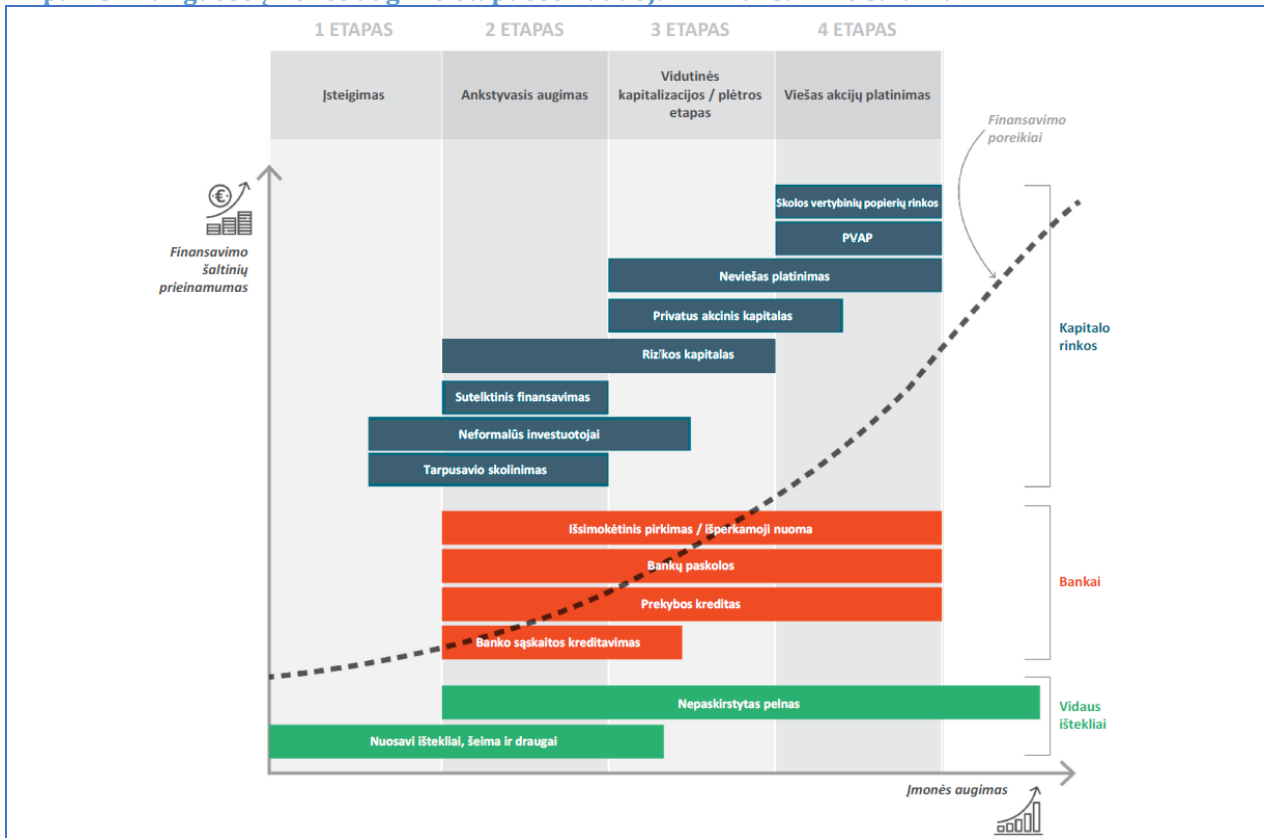 1 ETAPAS
2 ETAPAS
3 ETAPAS
4 ETAPAS
Įsteigimas
Ankstyvasis augimas
Vidutinės
kapitalizacijos / plėtros
etapas
Viešas akcijų platinimas
Finansavimo
poreikiai
Finansavimo
šaltinių
prieinamumas
Skolos vertybinių popierių rinkos
PVAP
Neviešas platinimas
Privatus akcinis kapitalas
Rizikos kapitalas
Sutelktinis finansavimas
Neformalūs investuotojai
Tarpusavio skolinimas
Kapitalo
rinkos
Išsimokėtinis pirkimas / išperkamoji nuoma
Bankų paskolos
Prekybos kreditas
Banko sąskaitos kreditavimas
Bankai
Nepaskirstytas pelnas
Nuosavi ištekliai, šeima ir draugai
Vidaus
ištekliai
Įmonės augimas